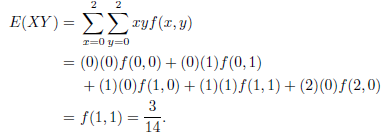 E(XY) = \sum_{x=0}^{2} \sum_{y=0}^{2} xyf(x, y)
= (0)(0)f(0, 0) + (0)(1)f(0, 1)
+ (1)(0)f(1, 0) + (1)(1)f(1, 1) + (2)(0)f(2, 0)
= f(1, 1) = \frac{3}{14}.